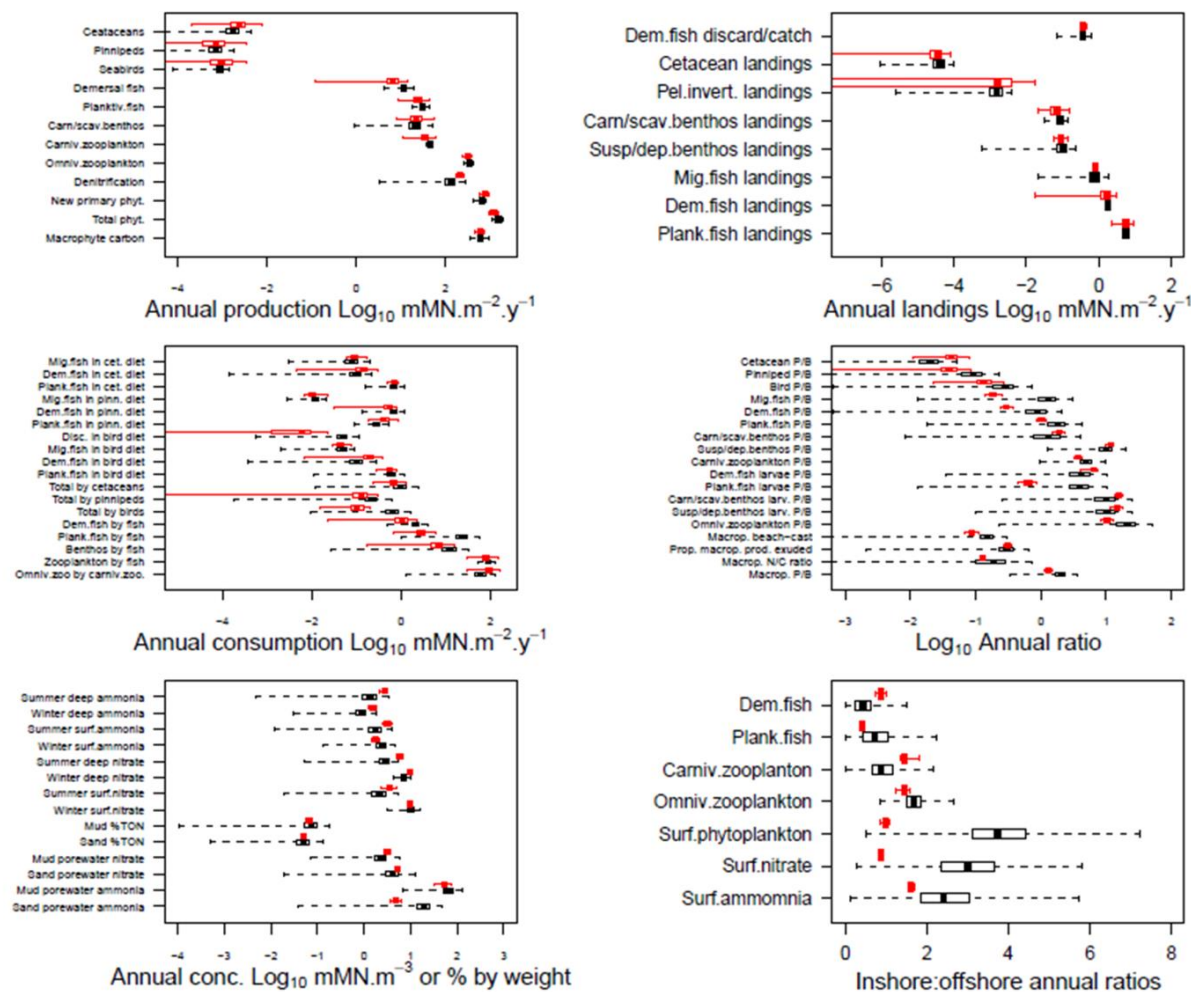 Ceataceans
Pinnipeds
Seabirds
Demersal fish
Planktiv.fish
Carn/scav.benthos
Carniv.zooplankton
Omniv.zooplankton
Denitrification
New primary phyt.
Total phyt.
Macrophyte carbon
-4 -2 0 2
Annual production Log10 mMN.m−2.y−1
Dem.fish discard/catch
Cetacean landings
Pel.invert. landings
Carn/scav.benthos landings
Susp/dep.benthos landings
Mig.fish landings
Dem.fish landings
Plank.fish landings
−6 −4 −2 0 2
Annual landings Log10 mMN.m−2.y−1
Mig.fish in cet. diet
Dem.fish in cet. diet
Plank.fish in cet. diet
Mig.fish in pinn. diet
Dem.fish in pinn. diet
Plank.fish in pinn. diet
Disc. in bird diet
Mig.fish in bird diet
Dem.fish in bird diet
Plank.fish in bird diet
Total by cetaceans
Total by pinnipeds
Total by birds
Dem.fish by fish
Plank.fish by fish
Benthos by fish
Zooplankton by fish
Omniv.zoo by carniv.zoo.
-4 -2 0 2
Annual consumption Log10 mMN.m−2.y−1
Cetacean P/B
Pinniped P/B
Bird P/B
Mig.fish P/B
Dem.fish P/B
Plank.fish P/B
Carn/scav.benthos P/B
Susp/dep.benthos P/B
Carniv.zooplankton P/B
Dem.fish larvae P/B
Plank.fish larvae P/B
Carn/scav.benthos larv. P/B
Susp/dep.benthos larv. P/B
Omniv.zooplankton P/B
Macrop. beach-cast
Prop. macrop. prod. exuded
Macrop. N/C ratio
Macrop. P/B
-3 -2 -1 0 1 2
Log10 Annual ratio
Summer deep ammonia
Winter deep ammonia
Summer surf.ammonia
Winter surf.ammonia
Summer deep nitrate
Winter deep nitrate
Summer surf.nitrate
Winter surf.nitrate
Mud %TON
Sand %TON
Mud porewater nitrate
Sand porewater nitrate
Mud porewater ammonia
Sand porewater ammonia
-4 -3 -2 -1 0 1 2 3
Annual conc. Log10 mMN.m−3 or % by weight
Dem.fish
Plank.fish
Carniv.zooplanton
Omniv.zooplankton
Surf.phytoplankton
Surf.nitrate
Surf.ammomnia
0 2 4 6 8
Inshore:offshore annual ratios